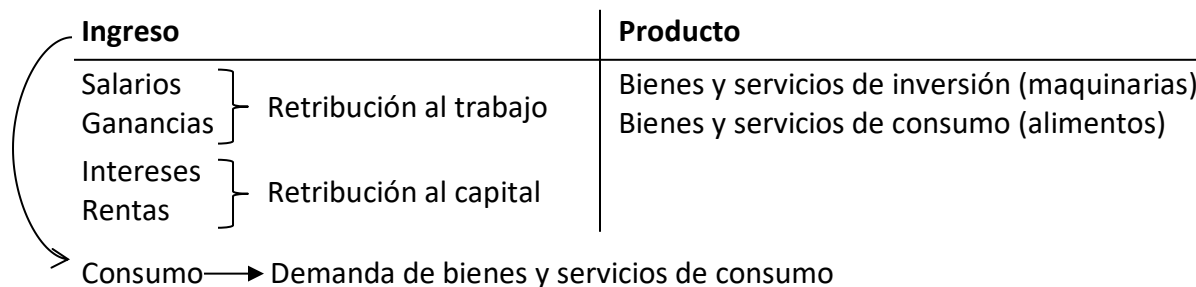 Ingreso Producto
Salarios Bienes y servicios de inversión (maquinarias)
Retribución al trabajo
Ganancias Bienes y servicios de consumo (alimentos)
Intereses
Retribución al capital
Rentas
Consumo Demanda de bienes y servicios de consumo